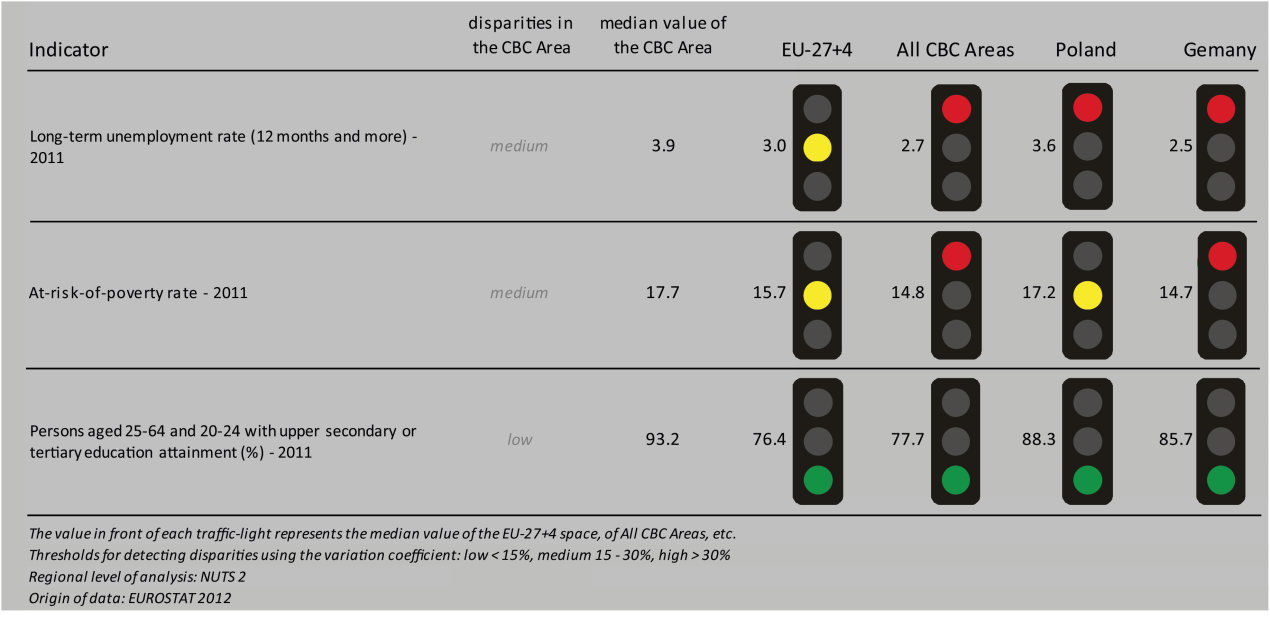 disparities in median value of
Indicator the CBC Area the CBC Area EU-27+4 All CBC Areas Poland Gemany
Long-term unemployment rate (12 months and more) -
2011
medium 3.9 3.0 2.7 3.6 2.5
At-risk-of-poverty rate - 2011 medium 17.7 15.7 14.8 17.2 14.7
Persons aged 25-64 and 20-24 with upper secondary or
tertiary education attainment (%) - 2011
low 93.2 76.4 77.7 88.3 85.7
The value in front of each traffic-light represents the median value of the EU-27+4 space, of All CBC Areas, etc.
Thresholds for detecting disparities using the variation coefficient: low < 15%, medium 15 - 30%, high > 30%
Regional level of analysis: NUTS 2
Origin of data: EUROSTAT 2012